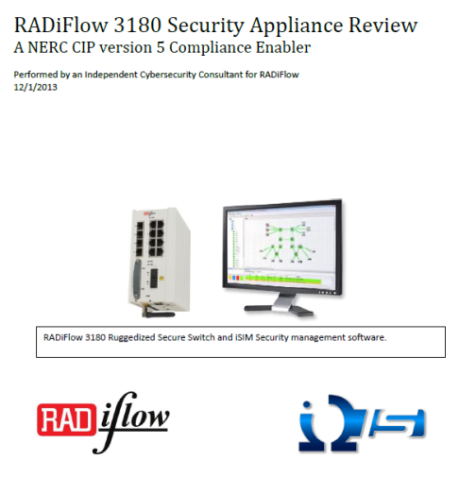 RADiFlow 3180 Security Appliance Review
A NERC CIP version 5 Compliance Enabler
Performed by an Independent Cybersecurity Consultant for RADiFlow
12/1/2013
RADiFlow 3180 Ruggedized Secure Switch and iSIM Security management software.
RAD iflow